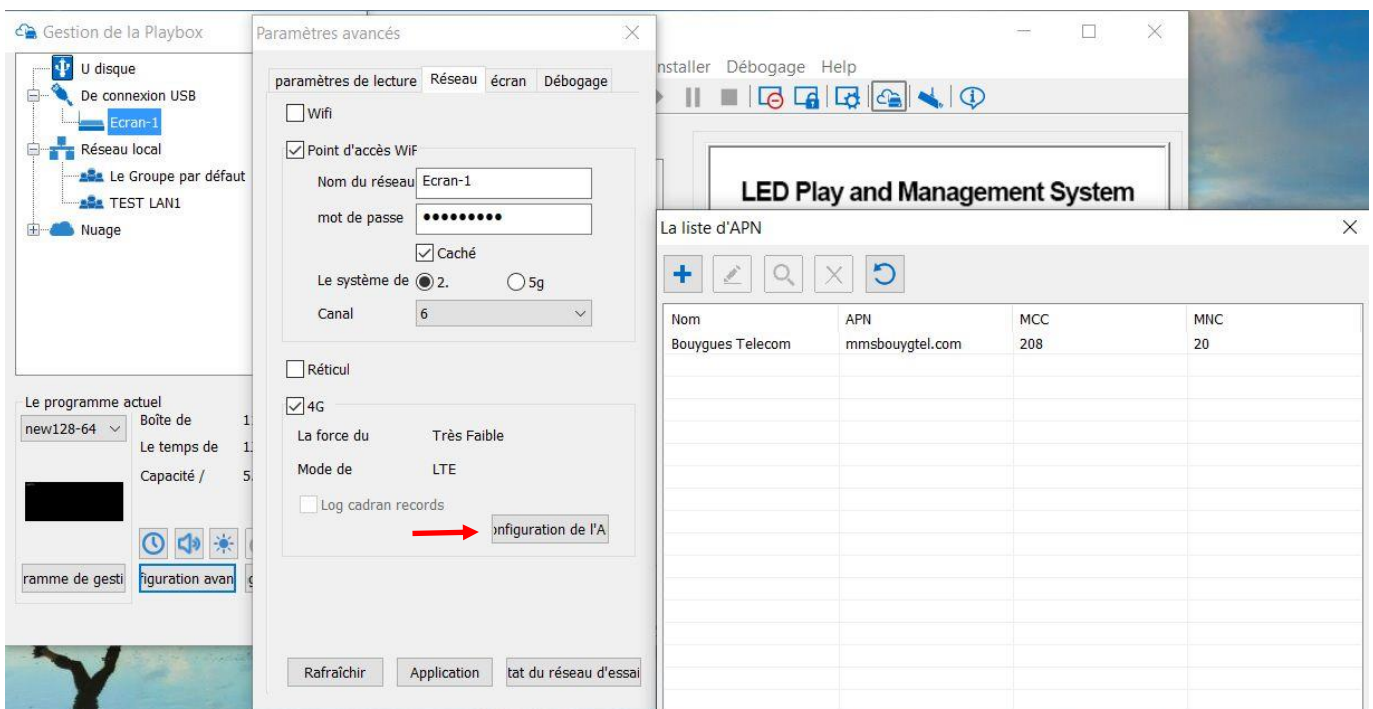 Gestion de la Playbox
U disque
De connexion USB
Ecran-1
Réseau local
Le Groupe par défaut
TEST LAN1
Nuage
Le programme actuel
new128-64
Boîte de
Le temps de
Capacité /
5.
ramme de gesti
figuration avan
Paramètres avancés
paramètres de lecture
Réseau
écran
Débogage
Wifi
Point d'accès WiF
Nom du réseau
Ecran-1
mot de passe
●●●●●●●●●
Caché
Le système de
2.
5g
Canal
6
Réticul
4G
La force du
Très Faible
Mode de
LTE
Log cadran records
onfiguration de l'A
Rafraîchir
Application
tat du réseau d'essai
nstaller Débogage Help
LED Play and Management System
La liste d'APN
Nom APN MCC MNC
Bouygues Telecom mmsbouygtel.com 208 20